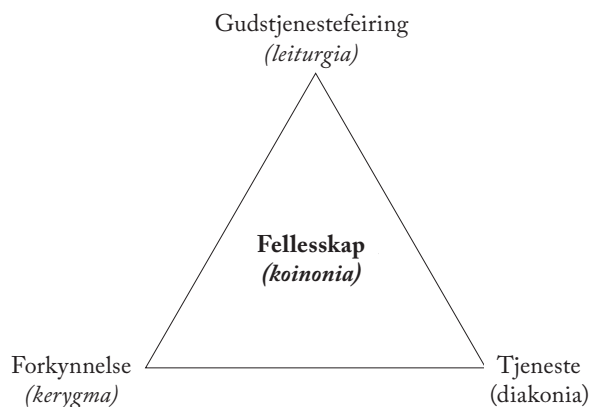 Gudstjenestefeiring
(leiturgia)
Fellesskap
(koinonia)
Forkynnelse
(kerygma)
Tjeneste
(diakonia)